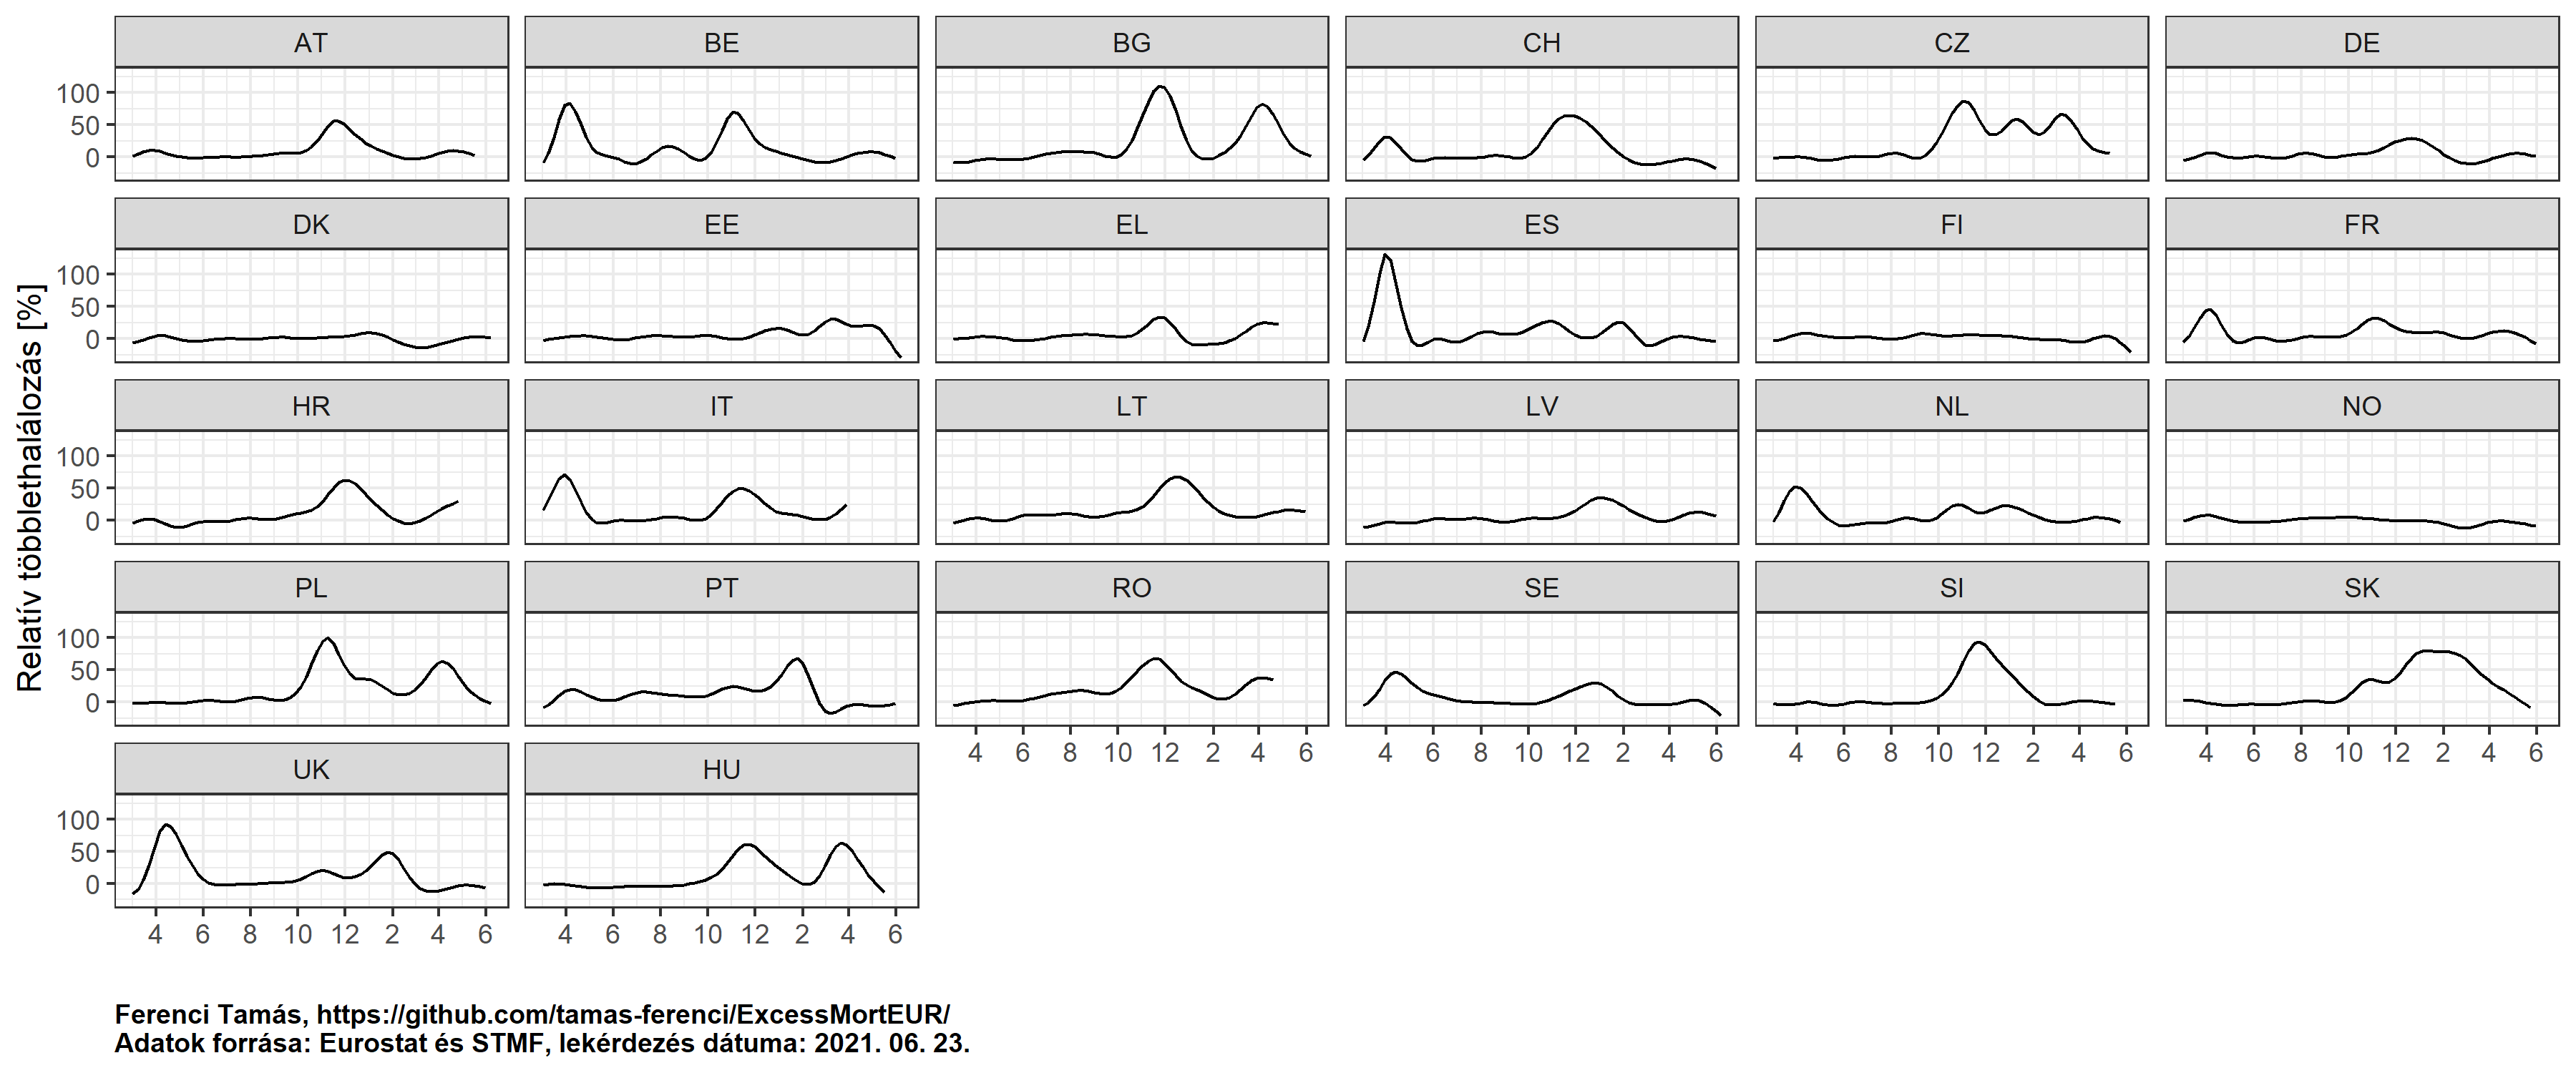 Relatív többlethalálozás [%]
AT BE BG CH CZ DE
100
50
0
DK EE EL ES FI FR
100
50
0
HR IT LT LV NL NO
100
50
0
PL PT RO SE SI SK
100
50
0
4 6 8 10 12 2 4 6 4 6 8 10 12 2 4 6 4 6 8 10 12 2 4 6 4 6 8 10 12 2 4 6
UK HU
100
50
0
4 6 8 10 12 2 4 6 4 6 8 10 12 2 4 6
Ferenci Tamás, https://github.com/tamas-ferenci/ExcessMortEUR/
Adatok forrása: Eurostat és STMF, lekérdezés dátuma: 2021. 06. 23.